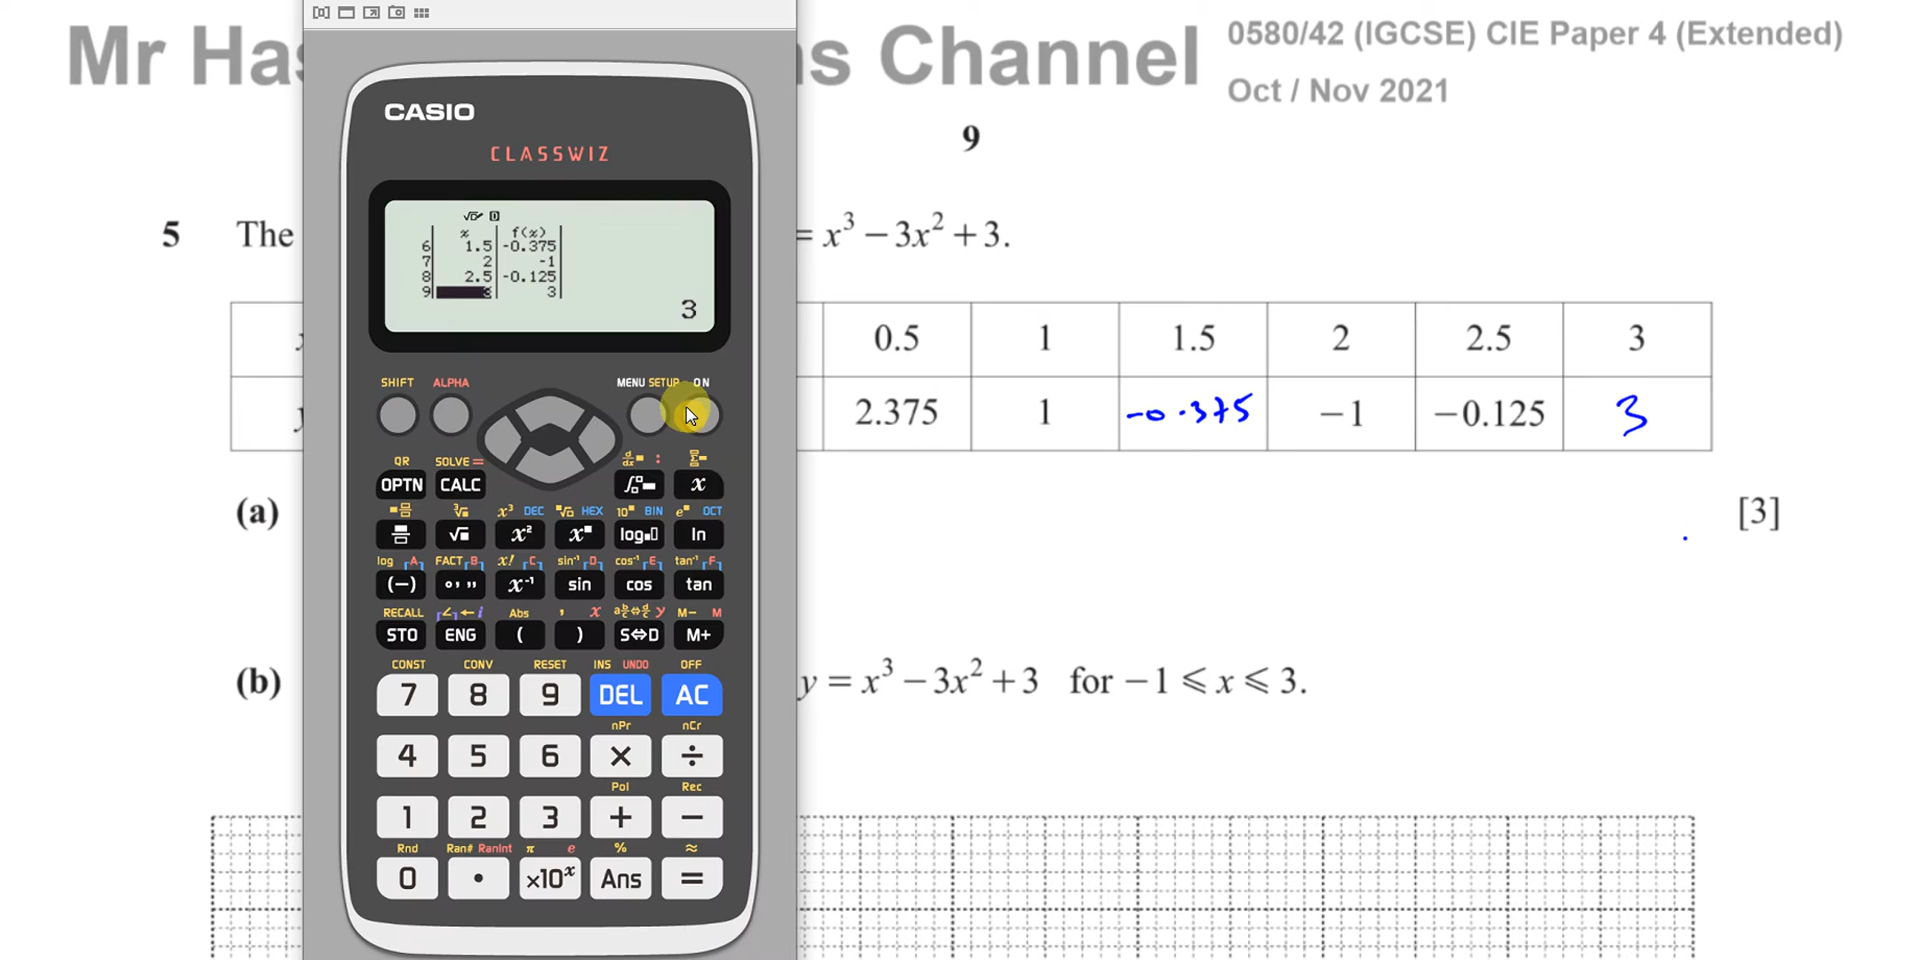 Mr Has
ns Channel
0580/42 (IGCSE) CIE Paper 4 (Extended)
Oct / Nov 2021
9
5 The
= x³ − 3x² + 3.
0.5 1 1.5 2 2.5 3
2.375 1 -0.375 −1 −0.125 3
(a) [3]
(b) y = x³ − 3x² + 3 for −1 ⩽ x ⩽ 3.
CASIO
CLASSWIZ
√□ D
x f(x)
6 1.5 -0.375
7 2 -1
8 2.5 -0.125
9 3 3
3
SHIFT ALPHA MENU SETUP ON
QR SOLVE = d/dx : Σ
OPTN CALC ∫ x
x³ DEC HEX 10■ BIN e■ OCT
√■ x² x■ log ln
log A FACT B x! C sin⁻¹ D cos⁻¹ E tan⁻¹ F
(−) ° ' '' x⁻¹ sin cos tan
RECALL ∠ ← i Abs , x a b/c⇔d/c y M− M
STO ENG ( ) S⇔D M+
CONST CONV RESET INS UNDO OFF
7 8 9 DEL AC
nPr nCr
4 5 6 × ÷
Pol Rec
1 2 3 + −
Rnd Ran# RanInt π e % ≈
0 • ×10ˣ Ans =